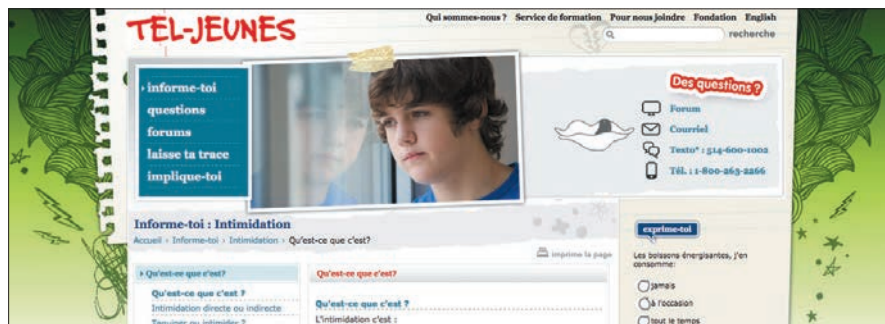 TEL-JEUNES
Qui sommes-nous ? Service de formation Pour nous joindre Fondation English
recherche
informe-toi
questions
forums
laisse ta trace
implique-toi
Des questions ?
Forum
Courriel
Texto* : 514-600-1002
Tél. : 1-800-263-2266
Informe-toi : Intimidation
Accueil › Informe-toi › Intimidation › Qu'est-ce que c'est?
imprime la page
Qu'est-ce que c'est?
Qu'est-ce que c'est ?
Intimidation directe ou indirecte
Taquiner ou intimider ?
Qu'est-ce que c'est?
Qu'est-ce que c'est ?
L'intimidation c'est :
exprime-toi
Les boissons énergisantes, j'en
consomme:
jamais
à l'occasion
tout le temps